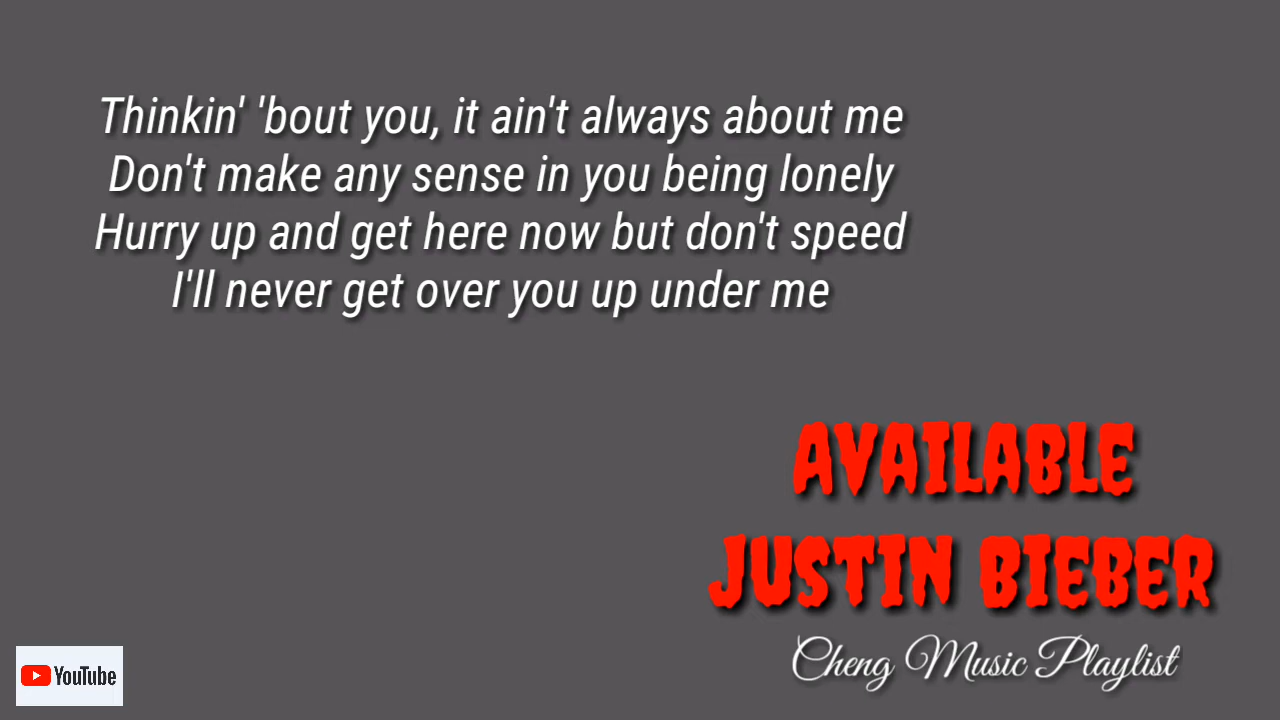 Thinkin' 'bout you, it ain't always about me
Don't make any sense in you being lonely
Hurry up and get here now but don't speed
I'll never get over you up under me
AVAILABLE
JUSTIN BIEBER
Cheng Music Playlist
YouTube